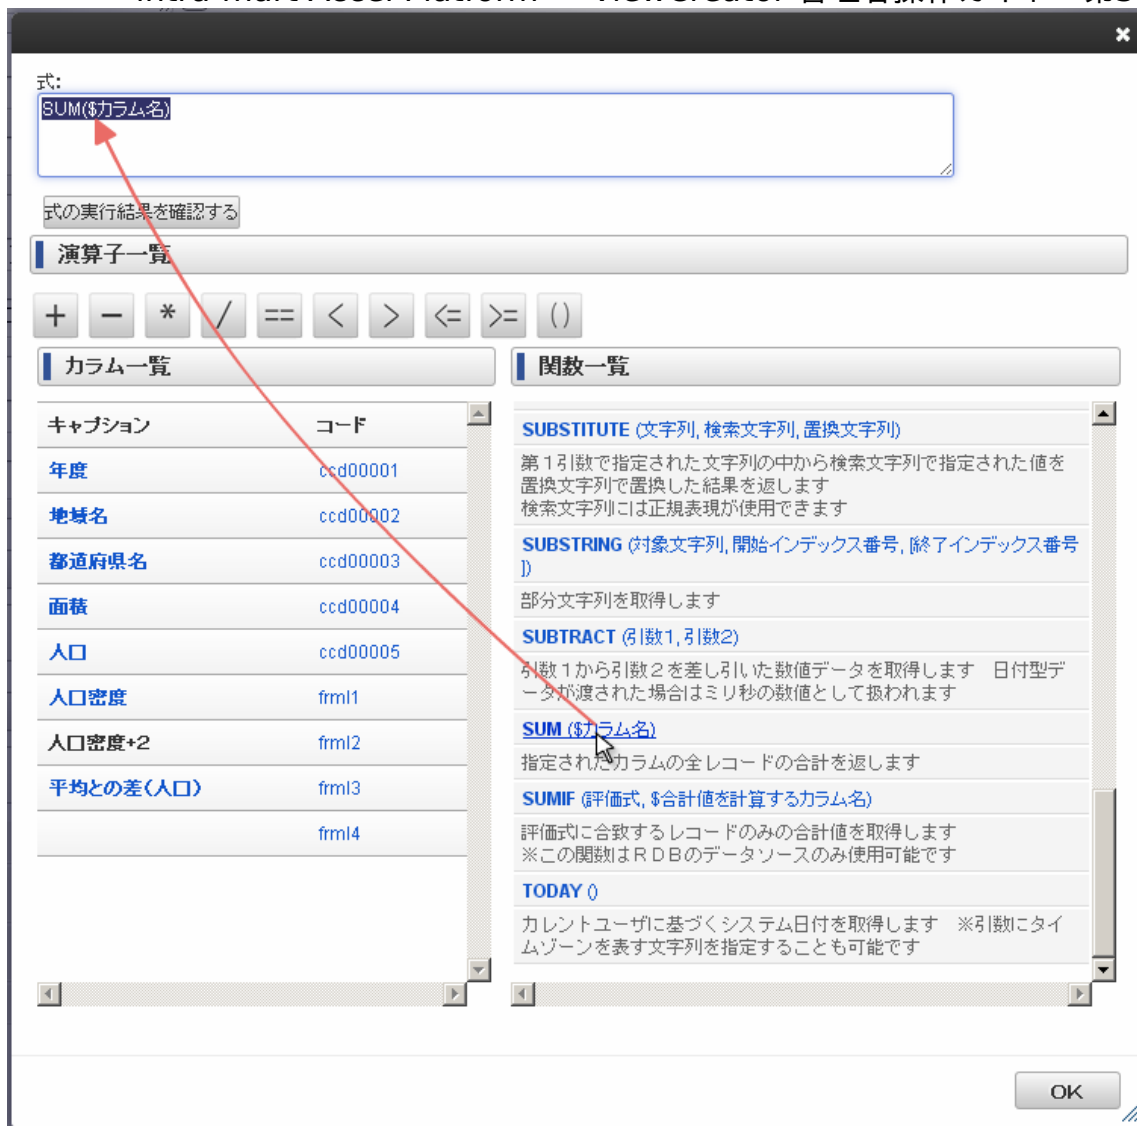 式:
SUM($カラム名)
式の実行結果を確認する
演算子一覧
+ - * / == < > <= >= ()
カラム一覧
キャプション コード
年度 ccd00001
地域名 ccd00002
都道府県名 ccd00003
面積 ccd00004
人口 ccd00005
人口密度 frml1
人口密度+2 frml2
平均との差(人口) frml3
frml4
関数一覧
SUBSTITUTE (文字列, 検索文字列, 置換文字列)
第1引数で指定された文字列の中から検索文字列で指定された値を
置換文字列で置換した結果を返します
検索文字列には正規表現が使用できます
SUBSTRING (対象文字列, 開始インデックス番号, [終了インデックス番号
])
部分文字列を取得します
SUBTRACT (引数1, 引数2)
引数1から引数2を差し引いた数値データを取得します 日付型デ
ータが渡された場合はミリ秒の数値として扱われます
SUM ($カラム名)
指定されたカラムの全レコードの合計を返します
SUMIF (評価式, $合計値を計算するカラム名)
評価式に合致するレコードのみの合計値を取得します
※この関数はRDBのデータソースのみ使用可能です
TODAY ()
カレントユーザに基づくシステム日付を取得します ※引数にタイ
ムゾーンを表す文字列を指定することも可能です
OK